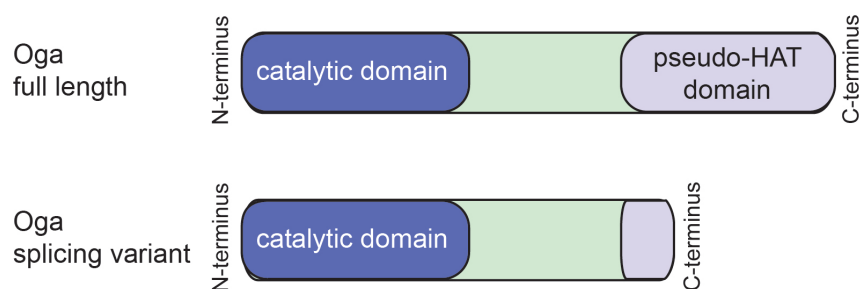 Oga
full length
N-terminus
catalytic domain
pseudo-HAT
domain
C-terminus
Oga
splicing variant
N-terminus
catalytic domain
C-terminus